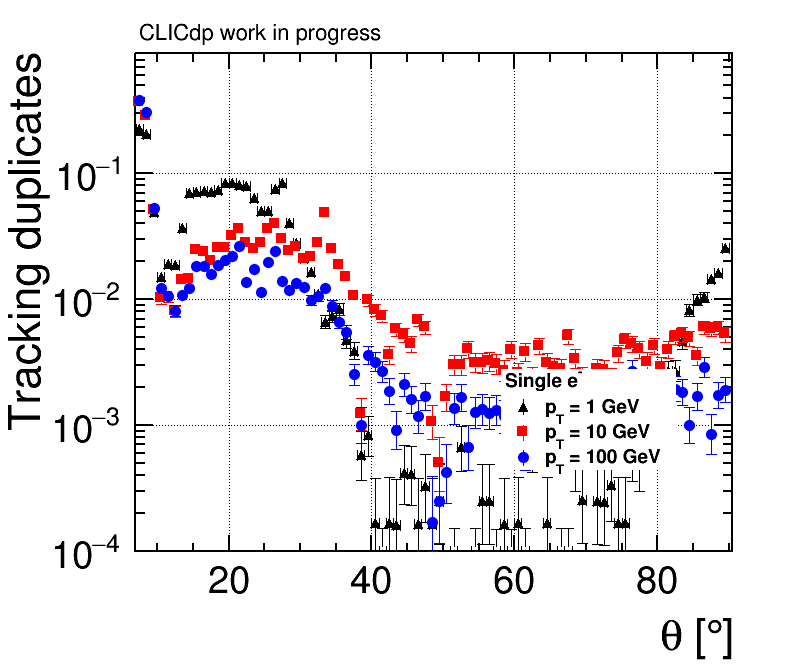 CLICdp work in progress
Tracking duplicates
10⁻¹
10⁻²
10⁻³
10⁻⁴
Single e⁻
p_T = 1 GeV
p_T = 10 GeV
p_T = 100 GeV
20 40 60 80
θ [°]